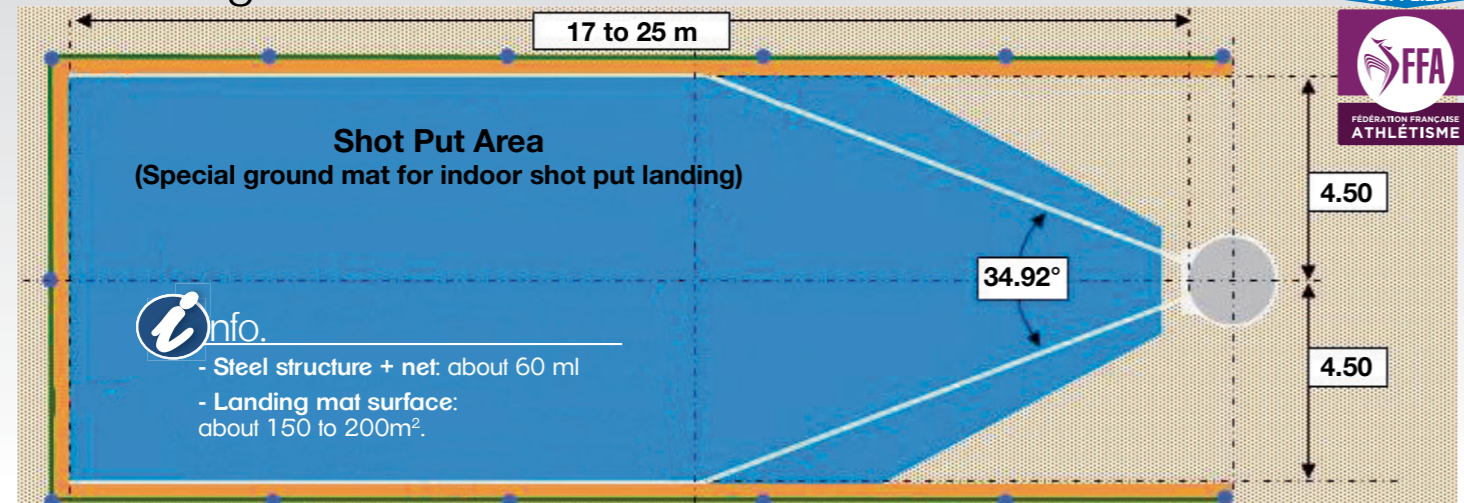 17 to 25 m
FFA
FÉDÉRATION FRANÇAISE
ATHLÉTISME
Shot Put Area
(Special ground mat for indoor shot put landing)
4.50
34.92°
info.
- Steel structure + net: about 60 ml
- Landing mat surface:
about 150 to 200m².
4.50